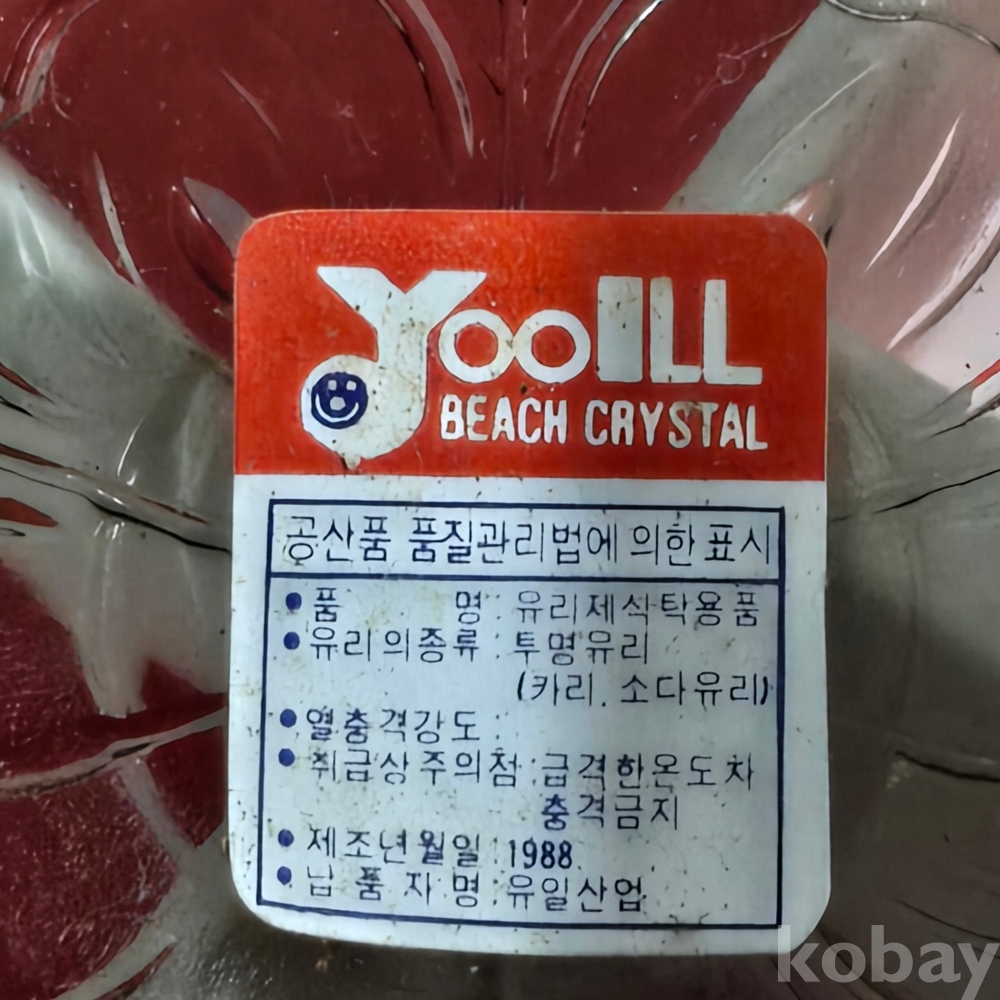 YOOILL
BEACH CRYSTAL
공산품 품질관리법에 의한 표시
• 품 명: 유리제식탁용품
• 유리의종류: 투명유리
(카리. 소다유리)
• 열충격강도:
• 취급상주의점: 급격한온도차
충격금지
• 제조년월일: 1988.
• 납품자명: 유일산업
kobay